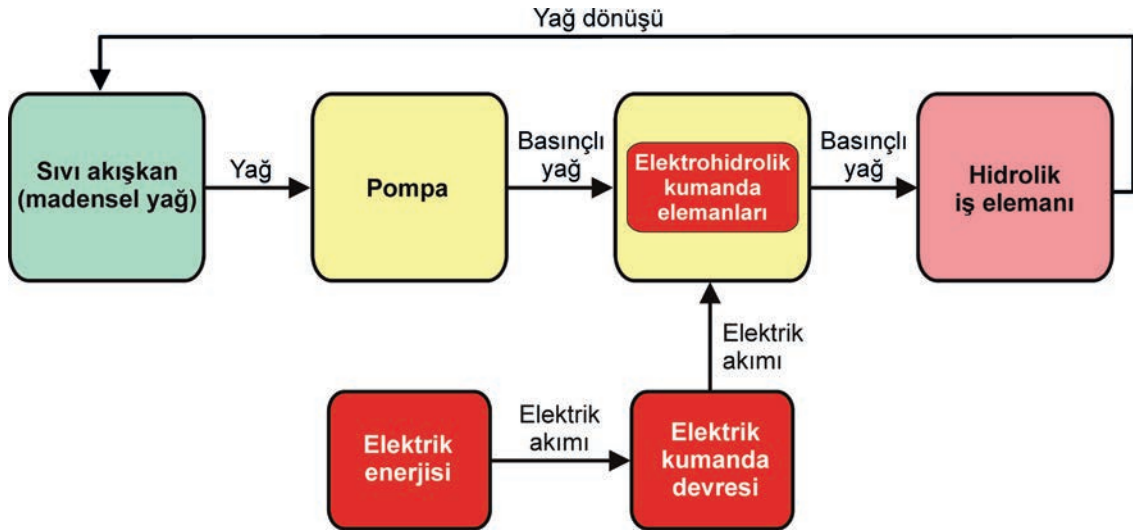 Yağ dönüşü
Sıvı akışkan
(madensel yağ)
Yağ
Pompa
Basınçlı
yağ
Elektrohidrolik
kumanda
elemanları
Basınçlı
yağ
Hidrolik
iş elemanı
Elektrik
akımı
Elektrik
enerjisi
Elektrik
akımı
Elektrik
kumanda
devresi